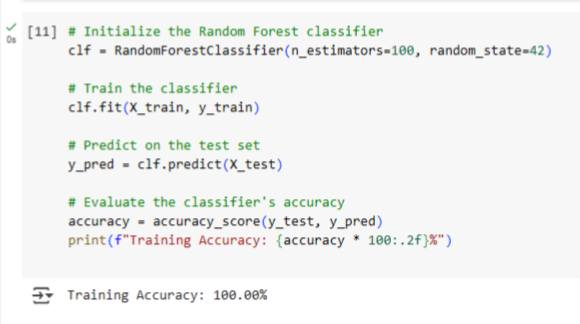 [11] # Initialize the Random Forest classifier
0s clf = RandomForestClassifier(n_estimators=100, random_state=42)
# Train the classifier
clf.fit(X_train, y_train)
# Predict on the test set
y_pred = clf.predict(X_test)
# Evaluate the classifier's accuracy
accuracy = accuracy_score(y_test, y_pred)
print(f"Training Accuracy: {accuracy * 100:.2f}%")
Training Accuracy: 100.00%